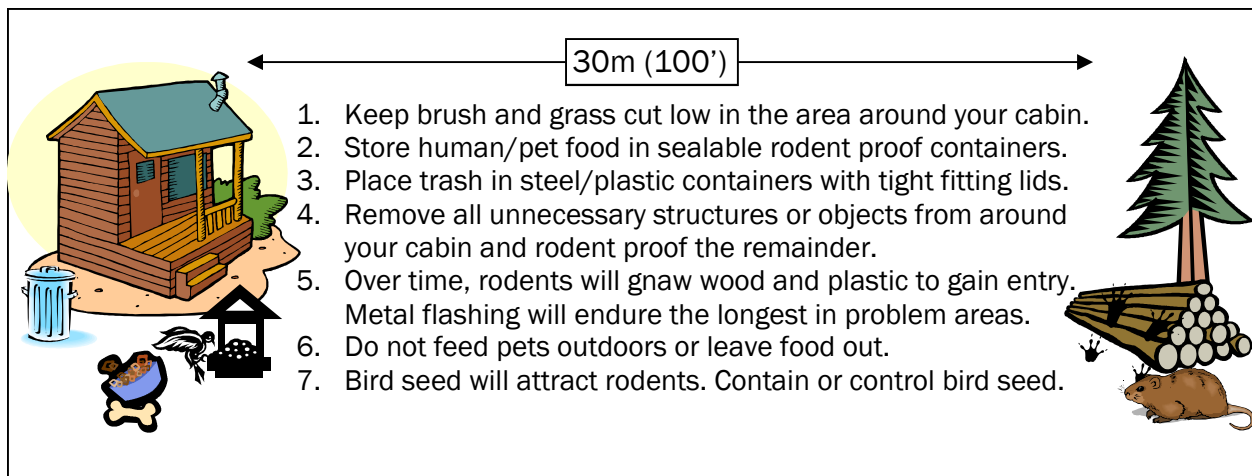 30m (100’)
1. Keep brush and grass cut low in the area around your cabin.
2. Store human/pet food in sealable rodent proof containers.
3. Place trash in steel/plastic containers with tight fitting lids.
4. Remove all unnecessary structures or objects from around
your cabin and rodent proof the remainder.
5. Over time, rodents will gnaw wood and plastic to gain entry.
Metal flashing will endure the longest in problem areas.
6. Do not feed pets outdoors or leave food out.
7. Bird seed will attract rodents. Contain or control bird seed.